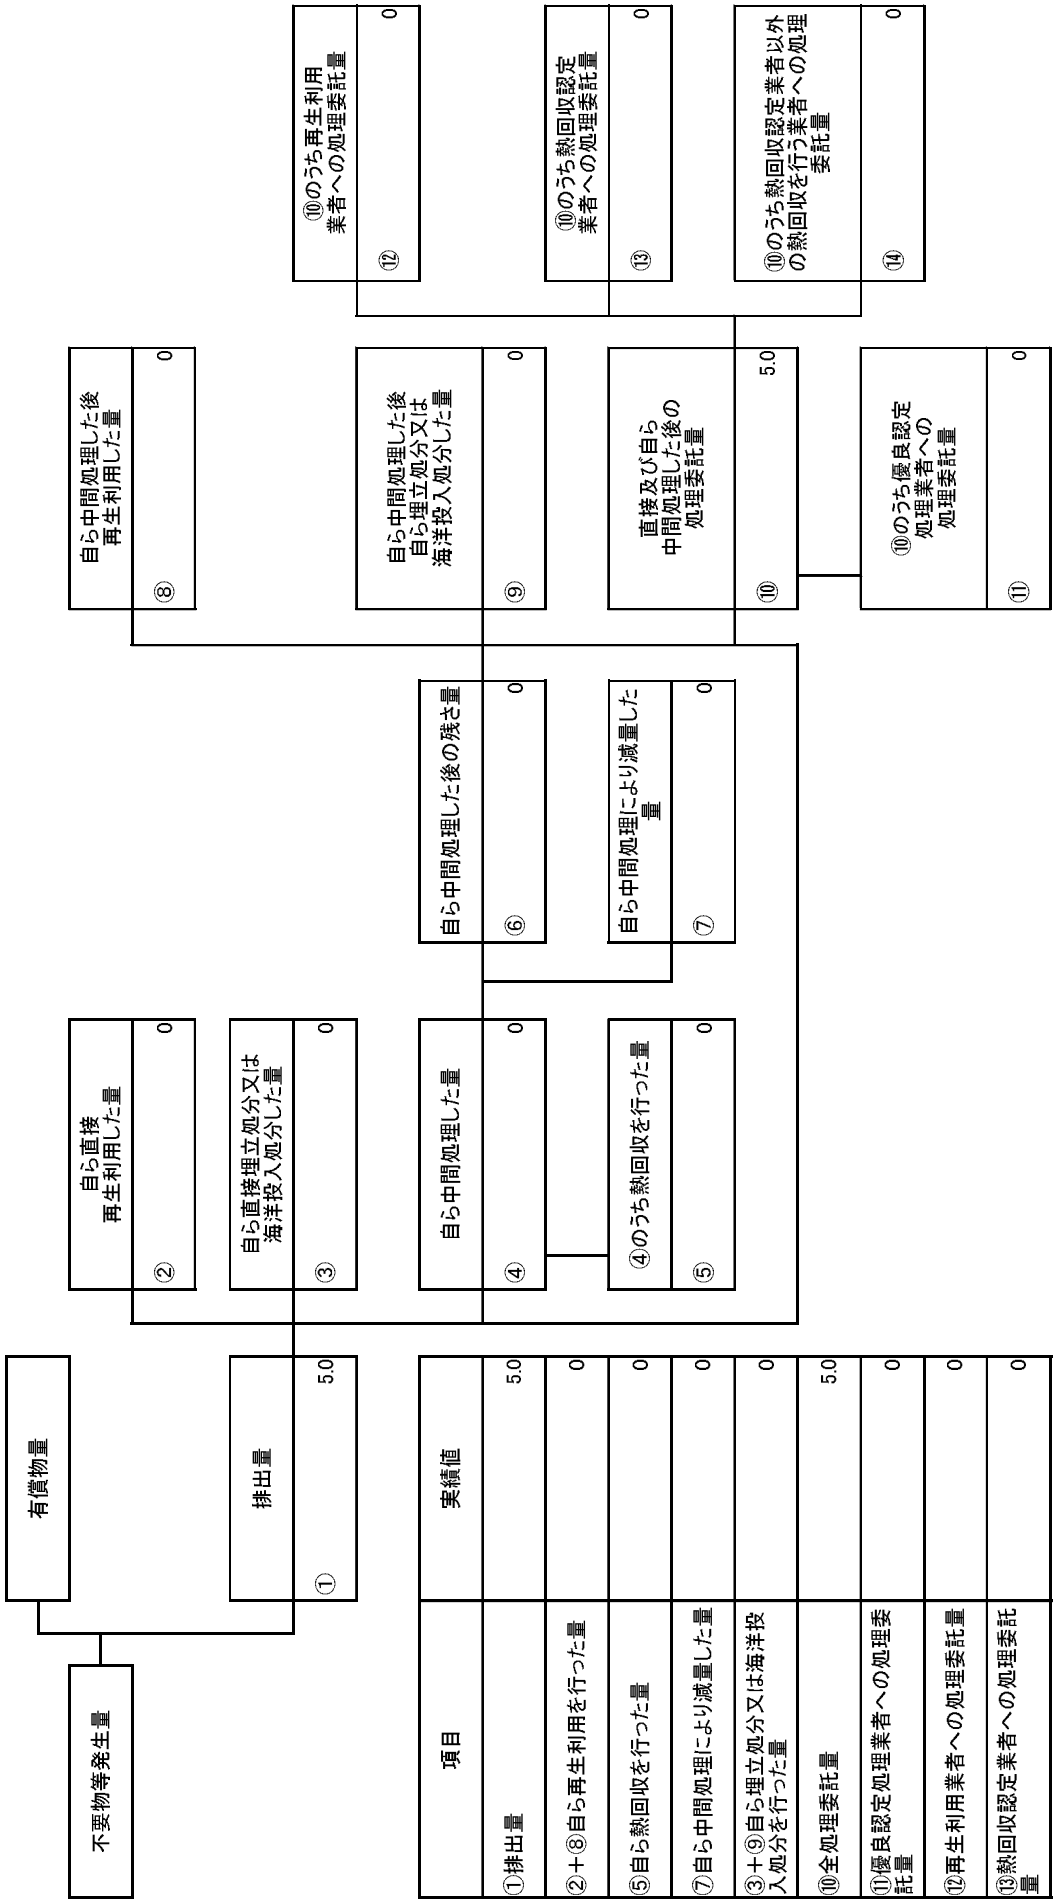 不要物等発生量
有償物量
排出量
① 5.0
自ら直接
再生利用した量
② 0
自ら直接埋立処分又は
海洋投入処分した量
③ 0
自ら中間処理した量
④ 0
④のうち熱回収を行った量
⑤ 0
自ら中間処理した後の残さ量
⑥ 0
自ら中間処理により減量した
量
⑦ 0
自ら中間処理した後
再生利用した量
⑧ 0
自ら中間処理した後
自ら埋立処分又は
海洋投入処分した量
⑨ 0
直接及び自ら
中間処理した後の
処理委託量
⑩ 5.0
⑩のうち優良認定
処理業者への
処理委託量
⑪ 0
⑩のうち再生利用
業者への処理委託量
⑫ 0
⑩のうち熱回収認定
業者への処理委託量
⑬ 0
⑩のうち熱回収認定業者以外
の熱回収を行う業者への処理
委託量
⑭ 0
項目 実績値
①排出量 5.0
②＋⑧自ら再生利用を行った量 0
⑤自ら熱回収を行った量 0
⑦自ら中間処理により減量した量 0
③＋⑨自ら埋立処分又は海洋投
入処分を行った量 0
⑩全処理委託量 5.0
⑪優良認定処理業者への処理委
託量 0
⑫再生利用業者への処理委託量 0
⑬熱回収認定業者への処理委託
量 0